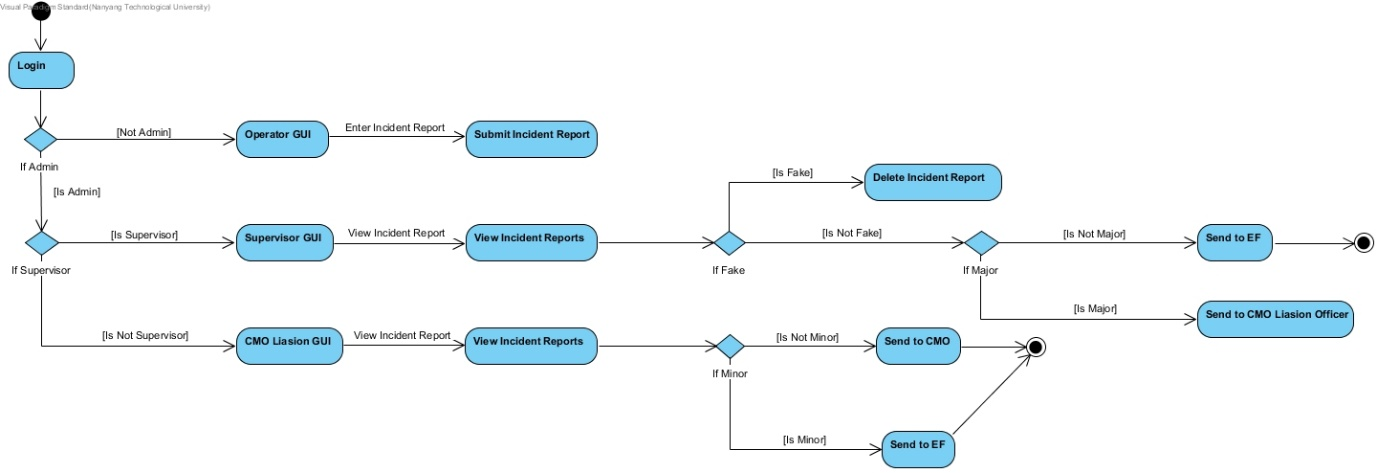 Visual Paradigm Standard(Nanyang Technological University)
Login
[Not Admin]
Operator GUI
Enter Incident Report
Submit Incident Report
If Admin
[Is Admin]
[Is Fake]
Delete Incident Report
[Is Supervisor]
Supervisor GUI
View Incident Report
View Incident Reports
If Fake
[Is Not Fake]
If Major
[Is Not Major]
Send to EF
If Supervisor
[Is Major]
Send to CMO Liasion Officer
[Is Not Supervisor]
CMO Liasion GUI
View Incident Report
View Incident Reports
If Minor
[Is Not Minor]
Send to CMO
[Is Minor]
Send to EF